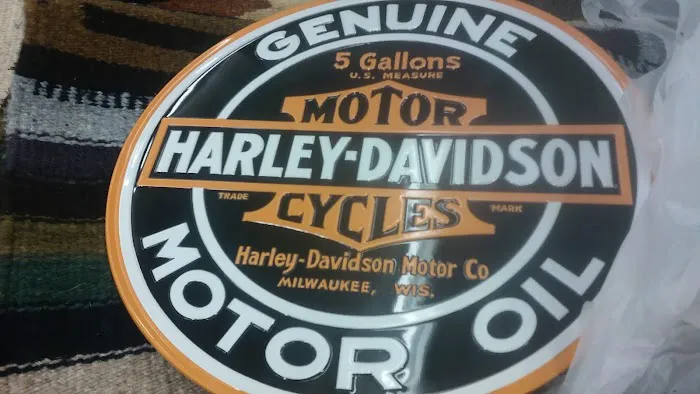 GENUINE
5 Gallons
U.S. MEASURE
MOTOR
HARLEY-DAVIDSON
TRADE MARK
CYCLES
Harley-Davidson Motor Co
MILWAUKEE, WIS.
MOTOR OIL